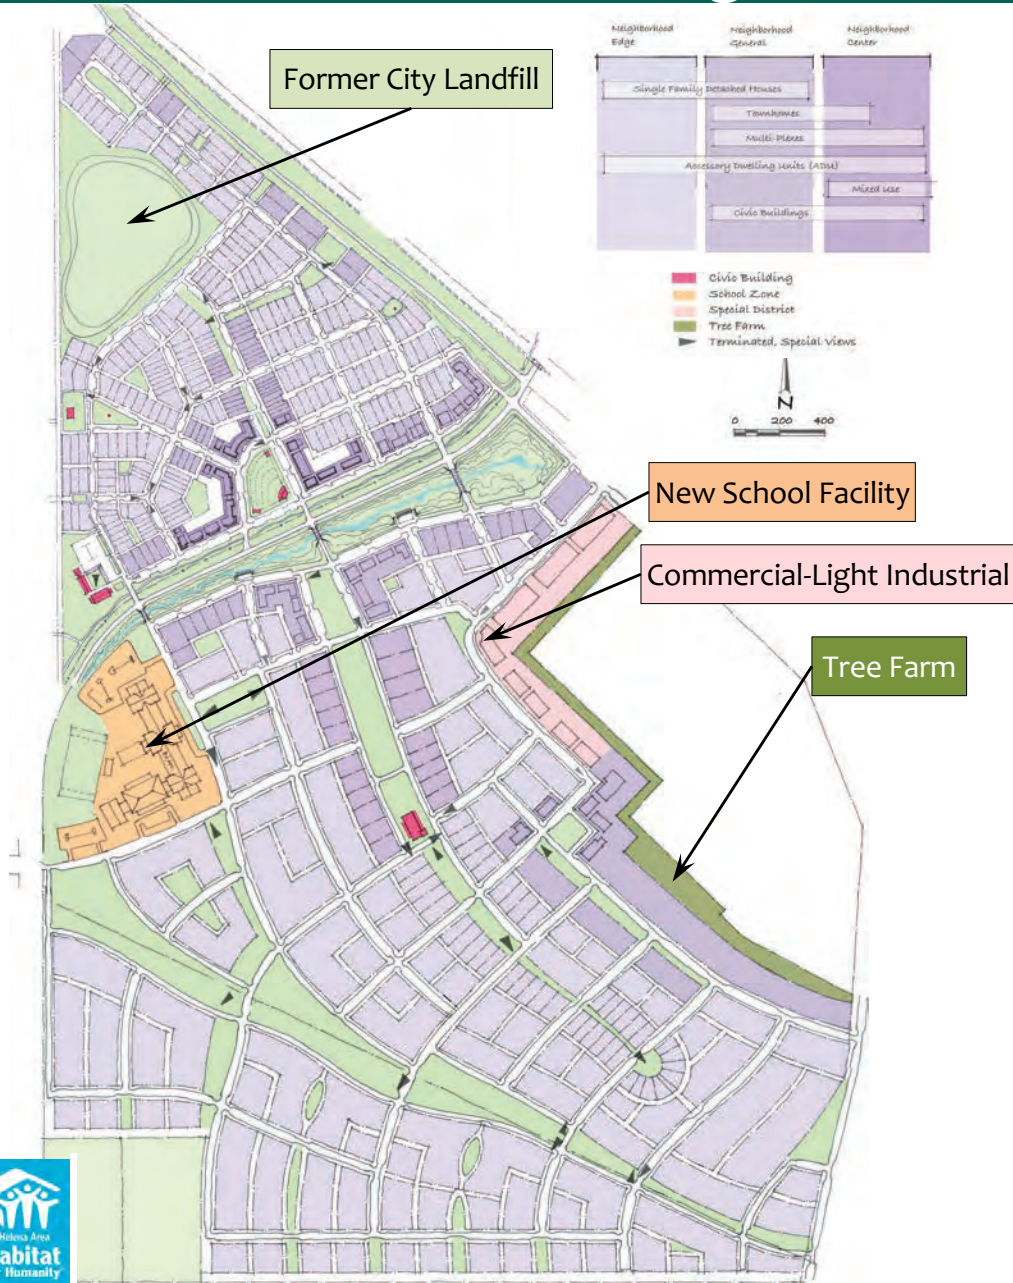 Neighborhood
Edge
Neighborhood
General
Neighborhood
Center
Single Family Detached Houses
Townhomes
Multi-Plexes
Accessory Dwelling Units (ADU)
Mixed use
Civic Buildings
Former City Landfill
Civic Building
School Zone
Special District
Tree Farm
Terminated, Special Views
N
0 200 400
New School Facility
Commercial-Light Industrial
Tree Farm
Helena Area
abitat
Humanity